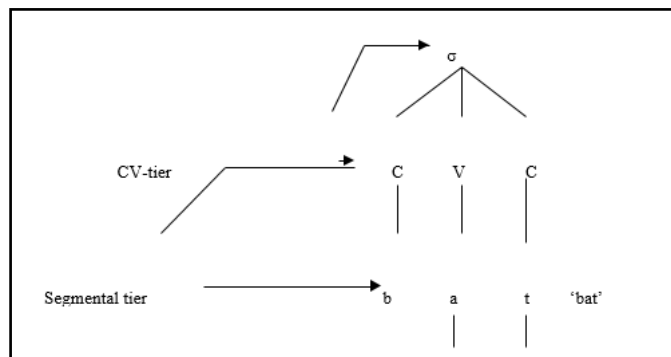 σ
CV-tier C V C
Segmental tier b a t ‘bat’